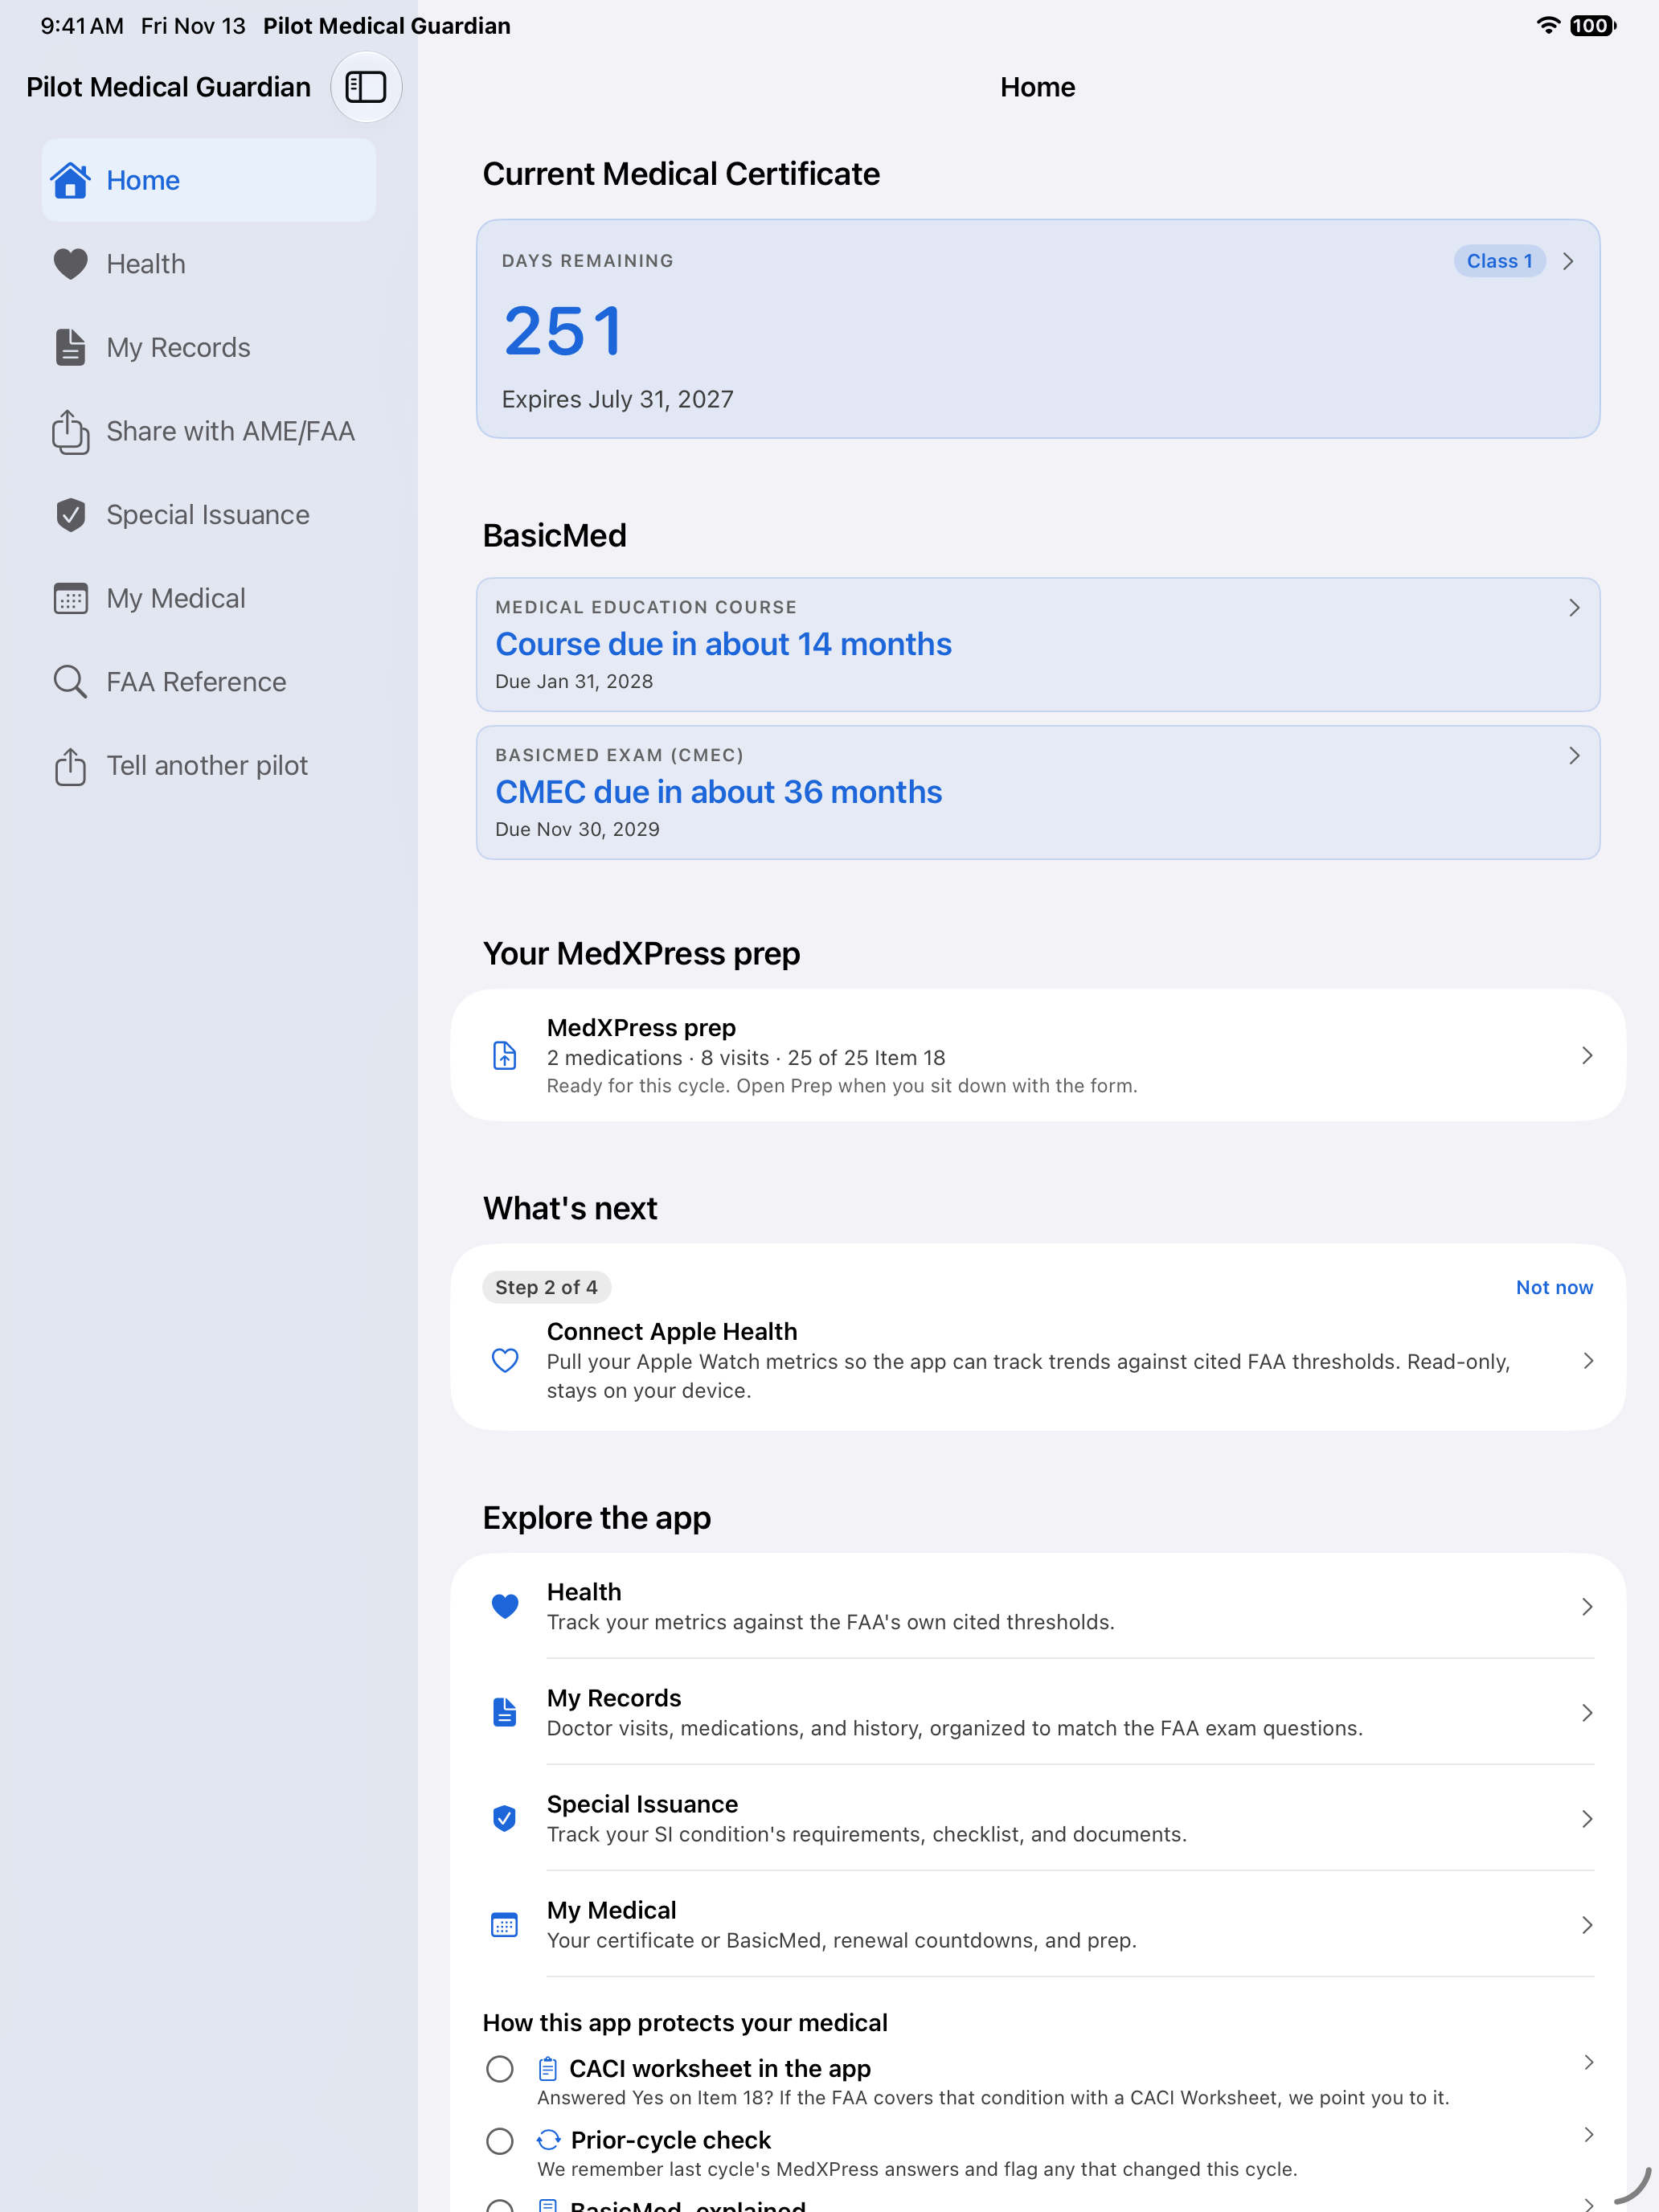 9:41 AM Fri Nov 13 Pilot Medical Guardian
100
Pilot Medical Guardian
Home
Health
My Records
Share with AME/FAA
Special Issuance
My Medical
FAA Reference
Tell another pilot
Home
Current Medical Certificate
DAYS REMAINING
Class 1
251
Expires July 31, 2027
BasicMed
MEDICAL EDUCATION COURSE
Course due in about 14 months
Due Jan 31, 2028
BASICMED EXAM (CMEC)
CMEC due in about 36 months
Due Nov 30, 2029
Your MedXPress prep
MedXPress prep
2 medications · 8 visits · 25 of 25 Item 18
Ready for this cycle. Open Prep when you sit down with the form.
What's next
Step 2 of 4
Not now
Connect Apple Health
Pull your Apple Watch metrics so the app can track trends against cited FAA thresholds. Read-only,
stays on your device.
Explore the app
Health
Track your metrics against the FAA's own cited thresholds.
My Records
Doctor visits, medications, and history, organized to match the FAA exam questions.
Special Issuance
Track your SI condition's requirements, checklist, and documents.
My Medical
Your certificate or BasicMed, renewal countdowns, and prep.
How this app protects your medical
CACI worksheet in the app
Answered Yes on Item 18? If the FAA covers that condition with a CACI Worksheet, we point you to it.
Prior-cycle check
We remember last cycle's MedXPress answers and flag any that changed this cycle.
BasicMed, explained